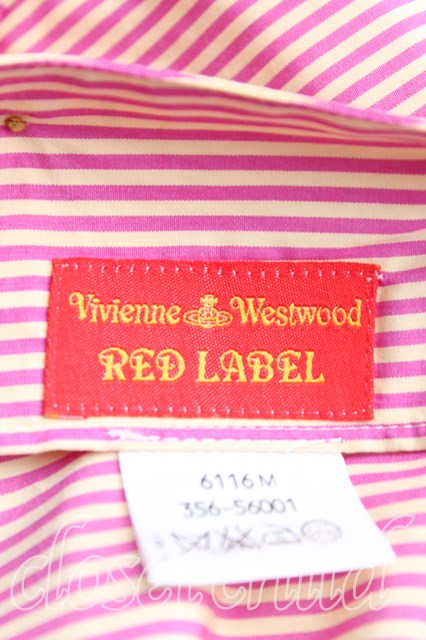 Vivienne Westwood
RED LABEL
6116M
356-56001
closet child